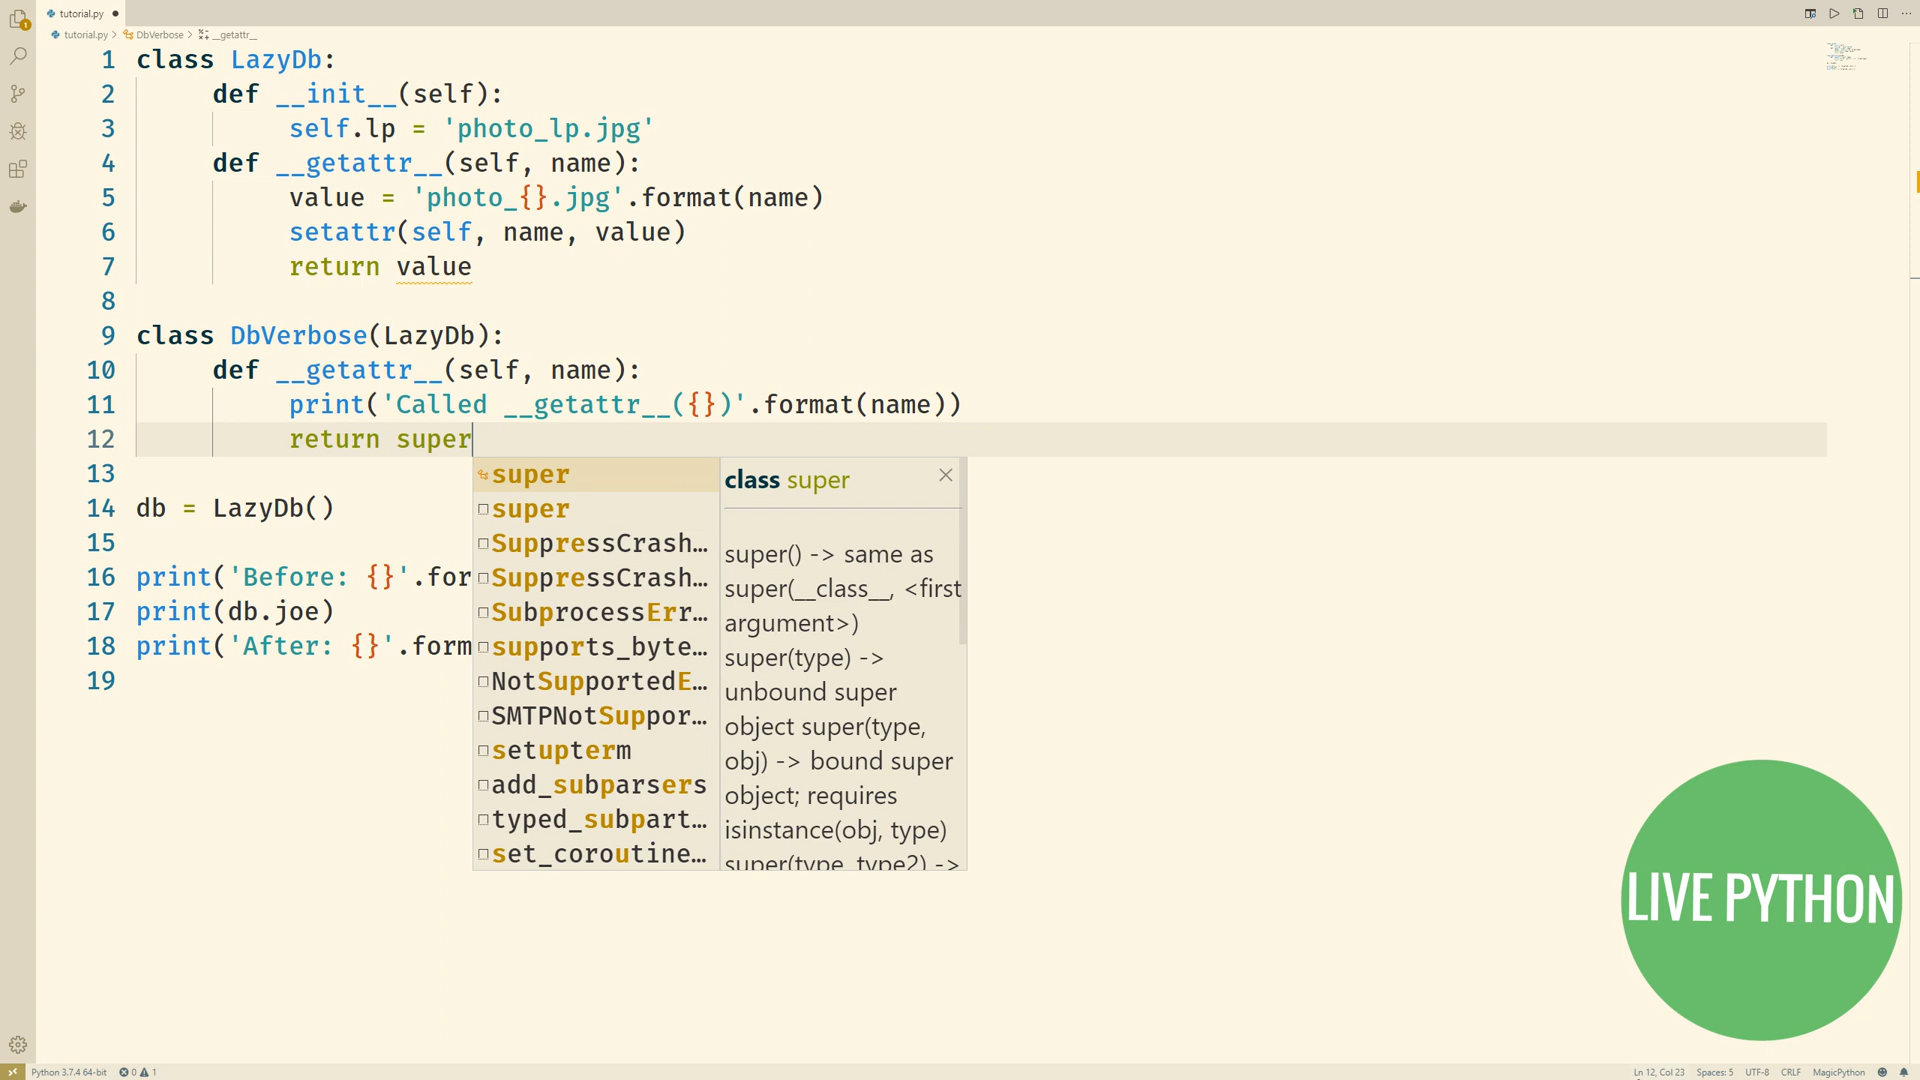 tutorial.py ●
tutorial.py > DbVerbose > __getattr__
1 class LazyDb:
2 def __init__(self):
3 self.lp = 'photo_lp.jpg'
4 def __getattr__(self, name):
5 value = 'photo_{}.jpg'.format(name)
6 setattr(self, name, value)
7 return value
8
9 class DbVerbose(LazyDb):
10 def __getattr__(self, name):
11 print('Called __getattr__({})'.format(name))
12 return super
13
14 db = LazyDb()
15
16 print('Before: {}'.for
17 print(db.joe)
18 print('After: {}'.form
19
super
super
SuppressCrash…
SuppressCrash…
SubprocessErr…
supports_byte…
NotSupportedE…
SMTPNotSuppor…
setupterm
add_subparsers
typed_subpart…
set_coroutine…
class super
super() -> same as
super(__class__, <first
argument>)
super(type) ->
unbound super
object super(type,
obj) -> bound super
object; requires
isinstance(obj, type)
super(type, type2) ->
LIVE PYTHON
1
Python 3.7.4 64-bit 0 1
Ln 12, Col 23 Spaces: 5 UTF-8 CRLF MagicPython